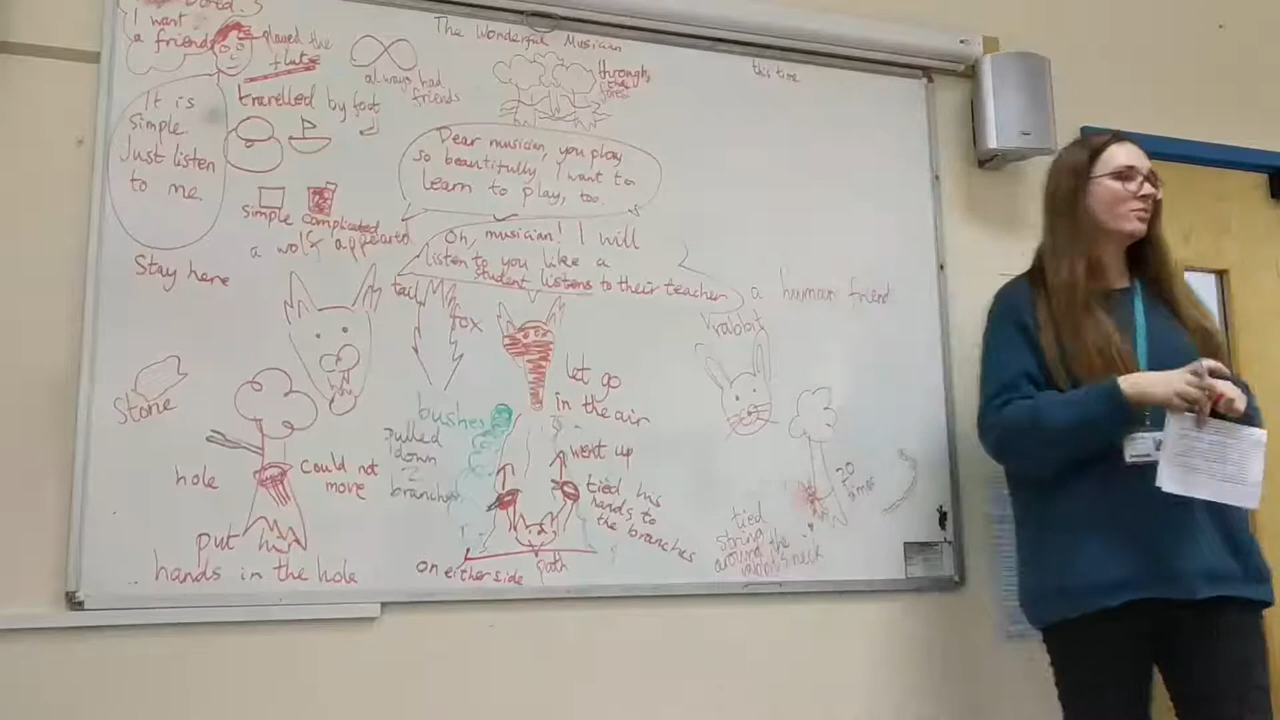 I want
a friend
played the
flute
always had
friends
The Wonderful Musician
through
the
forest
this time
It is
simple.
Just listen
to me.
travelled by foot
Dear musician, you play
so beautifully, I want to
learn to play, too.
simple complicated
a wolf appeared
Oh, musician! I will
listen to you like a
student listens to their teacher
Stay here
tail
fox
a human friend
rabbit
Stone
let go
in the air
bushes
pulled
down
2
branches
went up
hole
could not
move
tied his
hands to
the branches
20
times
put his
hands in the hole
on either side
path
tied
string
around the
rabbit's neck